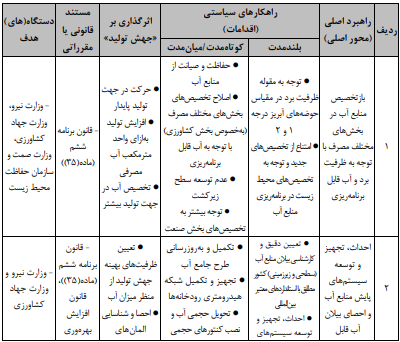 ردیف
راهبرد اصلی
(محور اصلی)
راهکارهای سیاستی
(اقدامات)
بلندمدت
کوتاه‌مدت/میان‌مدت
اثرگذاری بر
«جهش تولید»
مستند
قانونی یا
مقرراتی
دستگاه(های)
هدف
۱
بازتخصیص
منابع آب در
بخش‌های
مختلف مصرف با
توجه به ظرفیت
برد و آب قابل
برنامه‌ریزی
● توجه به مقوله
ظرفیت برد در مقیاس
حوضه‌های آبریز درجه
۱ و ۲
● امتناع از تخصیص‌های
جدید و توجه به
تخصیص‌های محیط
زیست در برنامه‌ریزی
منابع آب
● حفاظت و صیانت از
منابع آب
● اصلاح تخصیص‌های
بخش‌های مختلف مصرف
(به‌خصوص بخش کشاورزی)
با توجه به آب قابل
برنامه‌ریزی
● عدم توسعه سطح
زیرکشت
● توجه بیشتر به
تخصیص‌های بخش صنعت
● حرکت در جهت
تولید پایدار
● افزایش تولید
به‌ازای واحد
مترمکعب آب
مصرفی
● تخصیص آب در
جهت تولید بیشتر
- قانون برنامه
ششم
(ماده(۳۵))
- وزارت نیرو،
وزارت جهاد
کشاورزی،
وزارت صمت و
سازمان حفاظت
محیط زیست
۲
احداث، تجهیز
و توسعه
سیستم‌های
پایش منابع آب
و احصای بیلان
آب قابل
● تعیین دقیق و
کارشناسی بیلان منابع آب
(سطحی و زیرزمینی) کشور
مطابق با استانداردهای معتبر
بین‌المللی
● احداث، تجهیز و
توسعه سیستم‌های
● تکمیل و به‌روزرسانی
طرح جامع آب
● تجهیز و تکمیل شبکه
هیدرومتری رودخانه‌ها
● تحویل حجمی آب و
نصب کنتورهای حجمی
● تعیین
ظرفیت‌های بهینه
جهش تولید از
منظر میزان آب
● احصا و شناسایی
المان‌های
- قانون
برنامه ششم
(ماده(۳۵))،
قانون
افزایش
بهره‌وری
- وزارت نیرو و
وزارت جهاد
کشاورزی